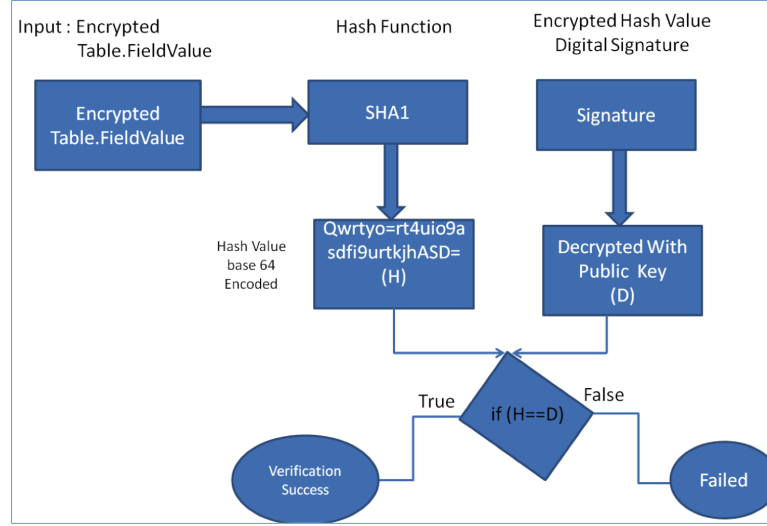 Input : Encrypted
Table.FieldValue
Hash Function
Encrypted Hash Value
Digital Signature
Encrypted
Table.FieldValue
SHA1
Signature
Hash Value
base 64
Encoded
Qwrtyo=rt4uio9a
sdfi9urtkjhASD=
(H)
Decrypted With
Public Key
(D)
True
if (H==D)
False
Verification
Success
Failed